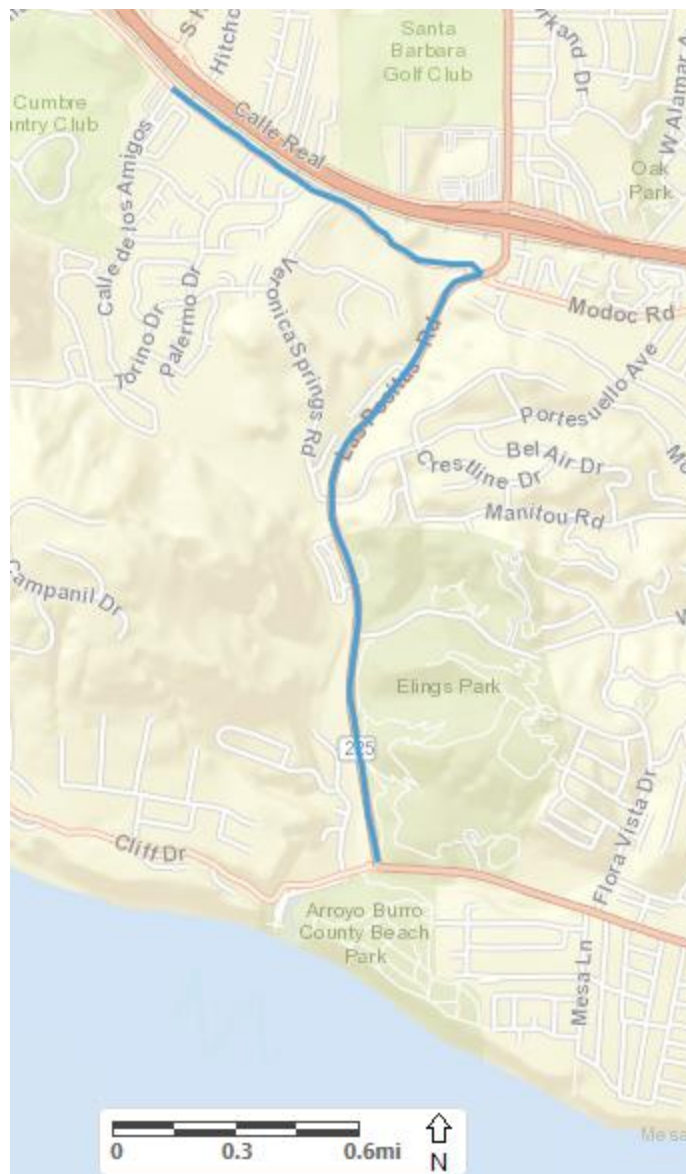 Santa
Barbara
Golf Club
Hitchc
S H
Cumbre
ntry Club
Calle Real
W Alamar A
Oak
Park
Calle de los Amigos
Torino Dr
Palermo Dr
Veronica Springs Rd
Las Positas Rd
Modoc Rd
Portesuello Ave
Bel Air Dr
Crestline Dr
Manitou Rd
Campanil Dr
Elings Park
225
Flora Vista Dr
Cliff Dr
Arroyo Burro
County Beach
Park
Mesa Ln
Mesa
0 0.3 0.6mi
N